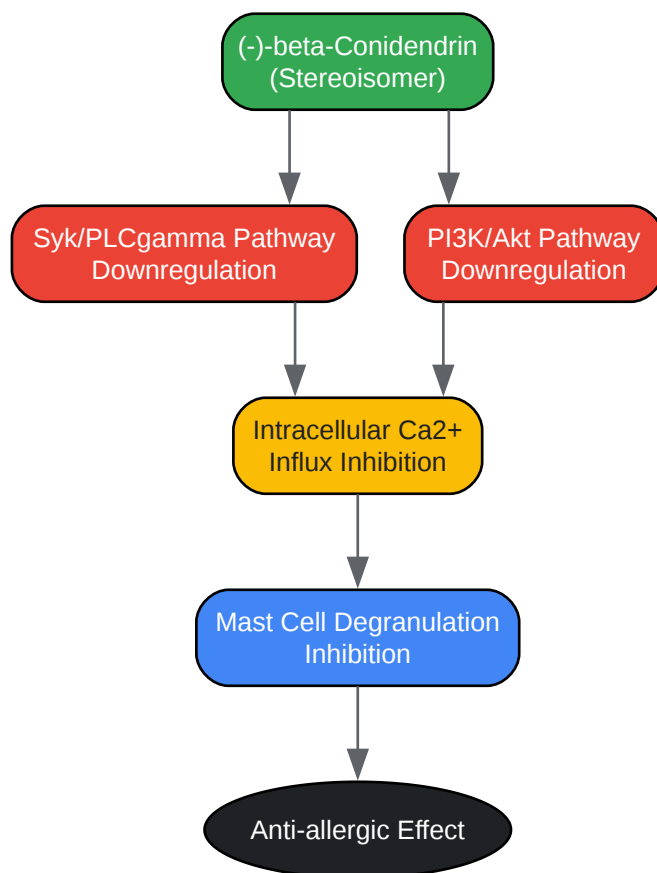 (-)-beta-Conidendrin
(Stereoisomer)
Syk/PLCgamma Pathway
Downregulation
PI3K/Akt Pathway
Downregulation
Intracellular Ca2+
Influx Inhibition
Mast Cell Degranulation
Inhibition
Anti-allergic Effect